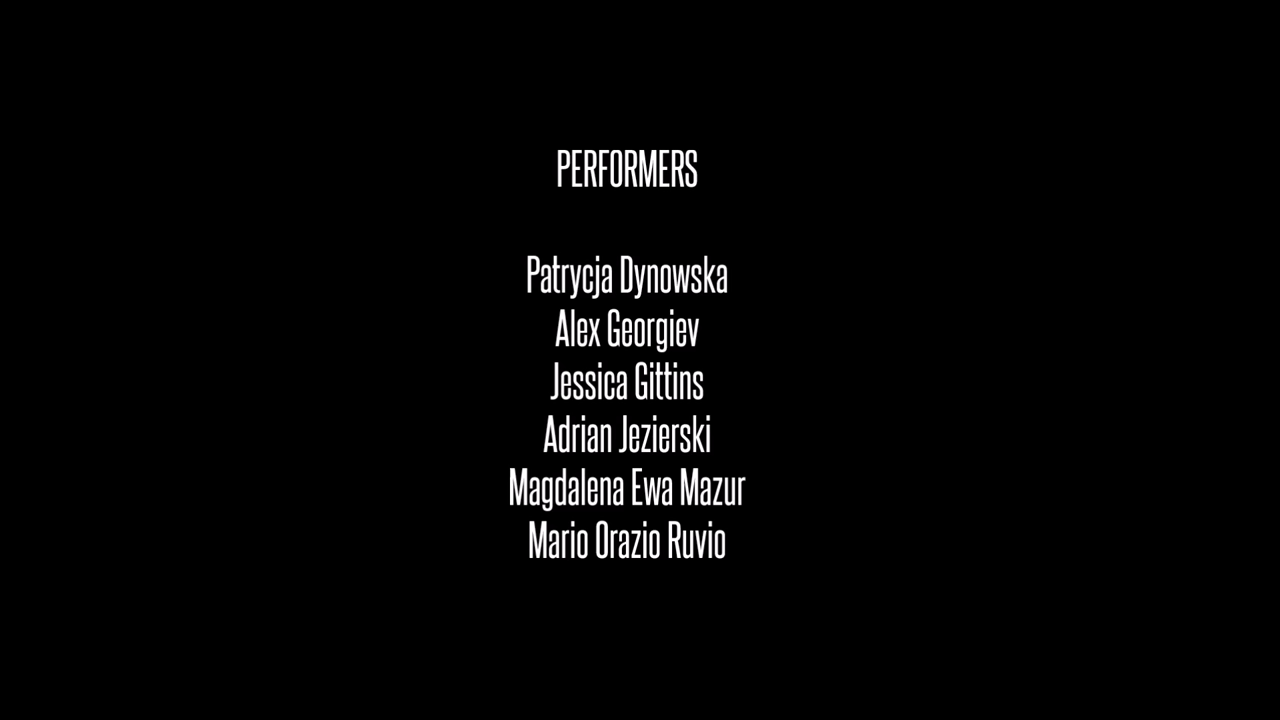 PERFORMERS
Patrycja Dynowska
Alex Georgiev
Jessica Gittins
Adrian Jezierski
Magdalena Ewa Mazur
Mario Orazio Ruvio